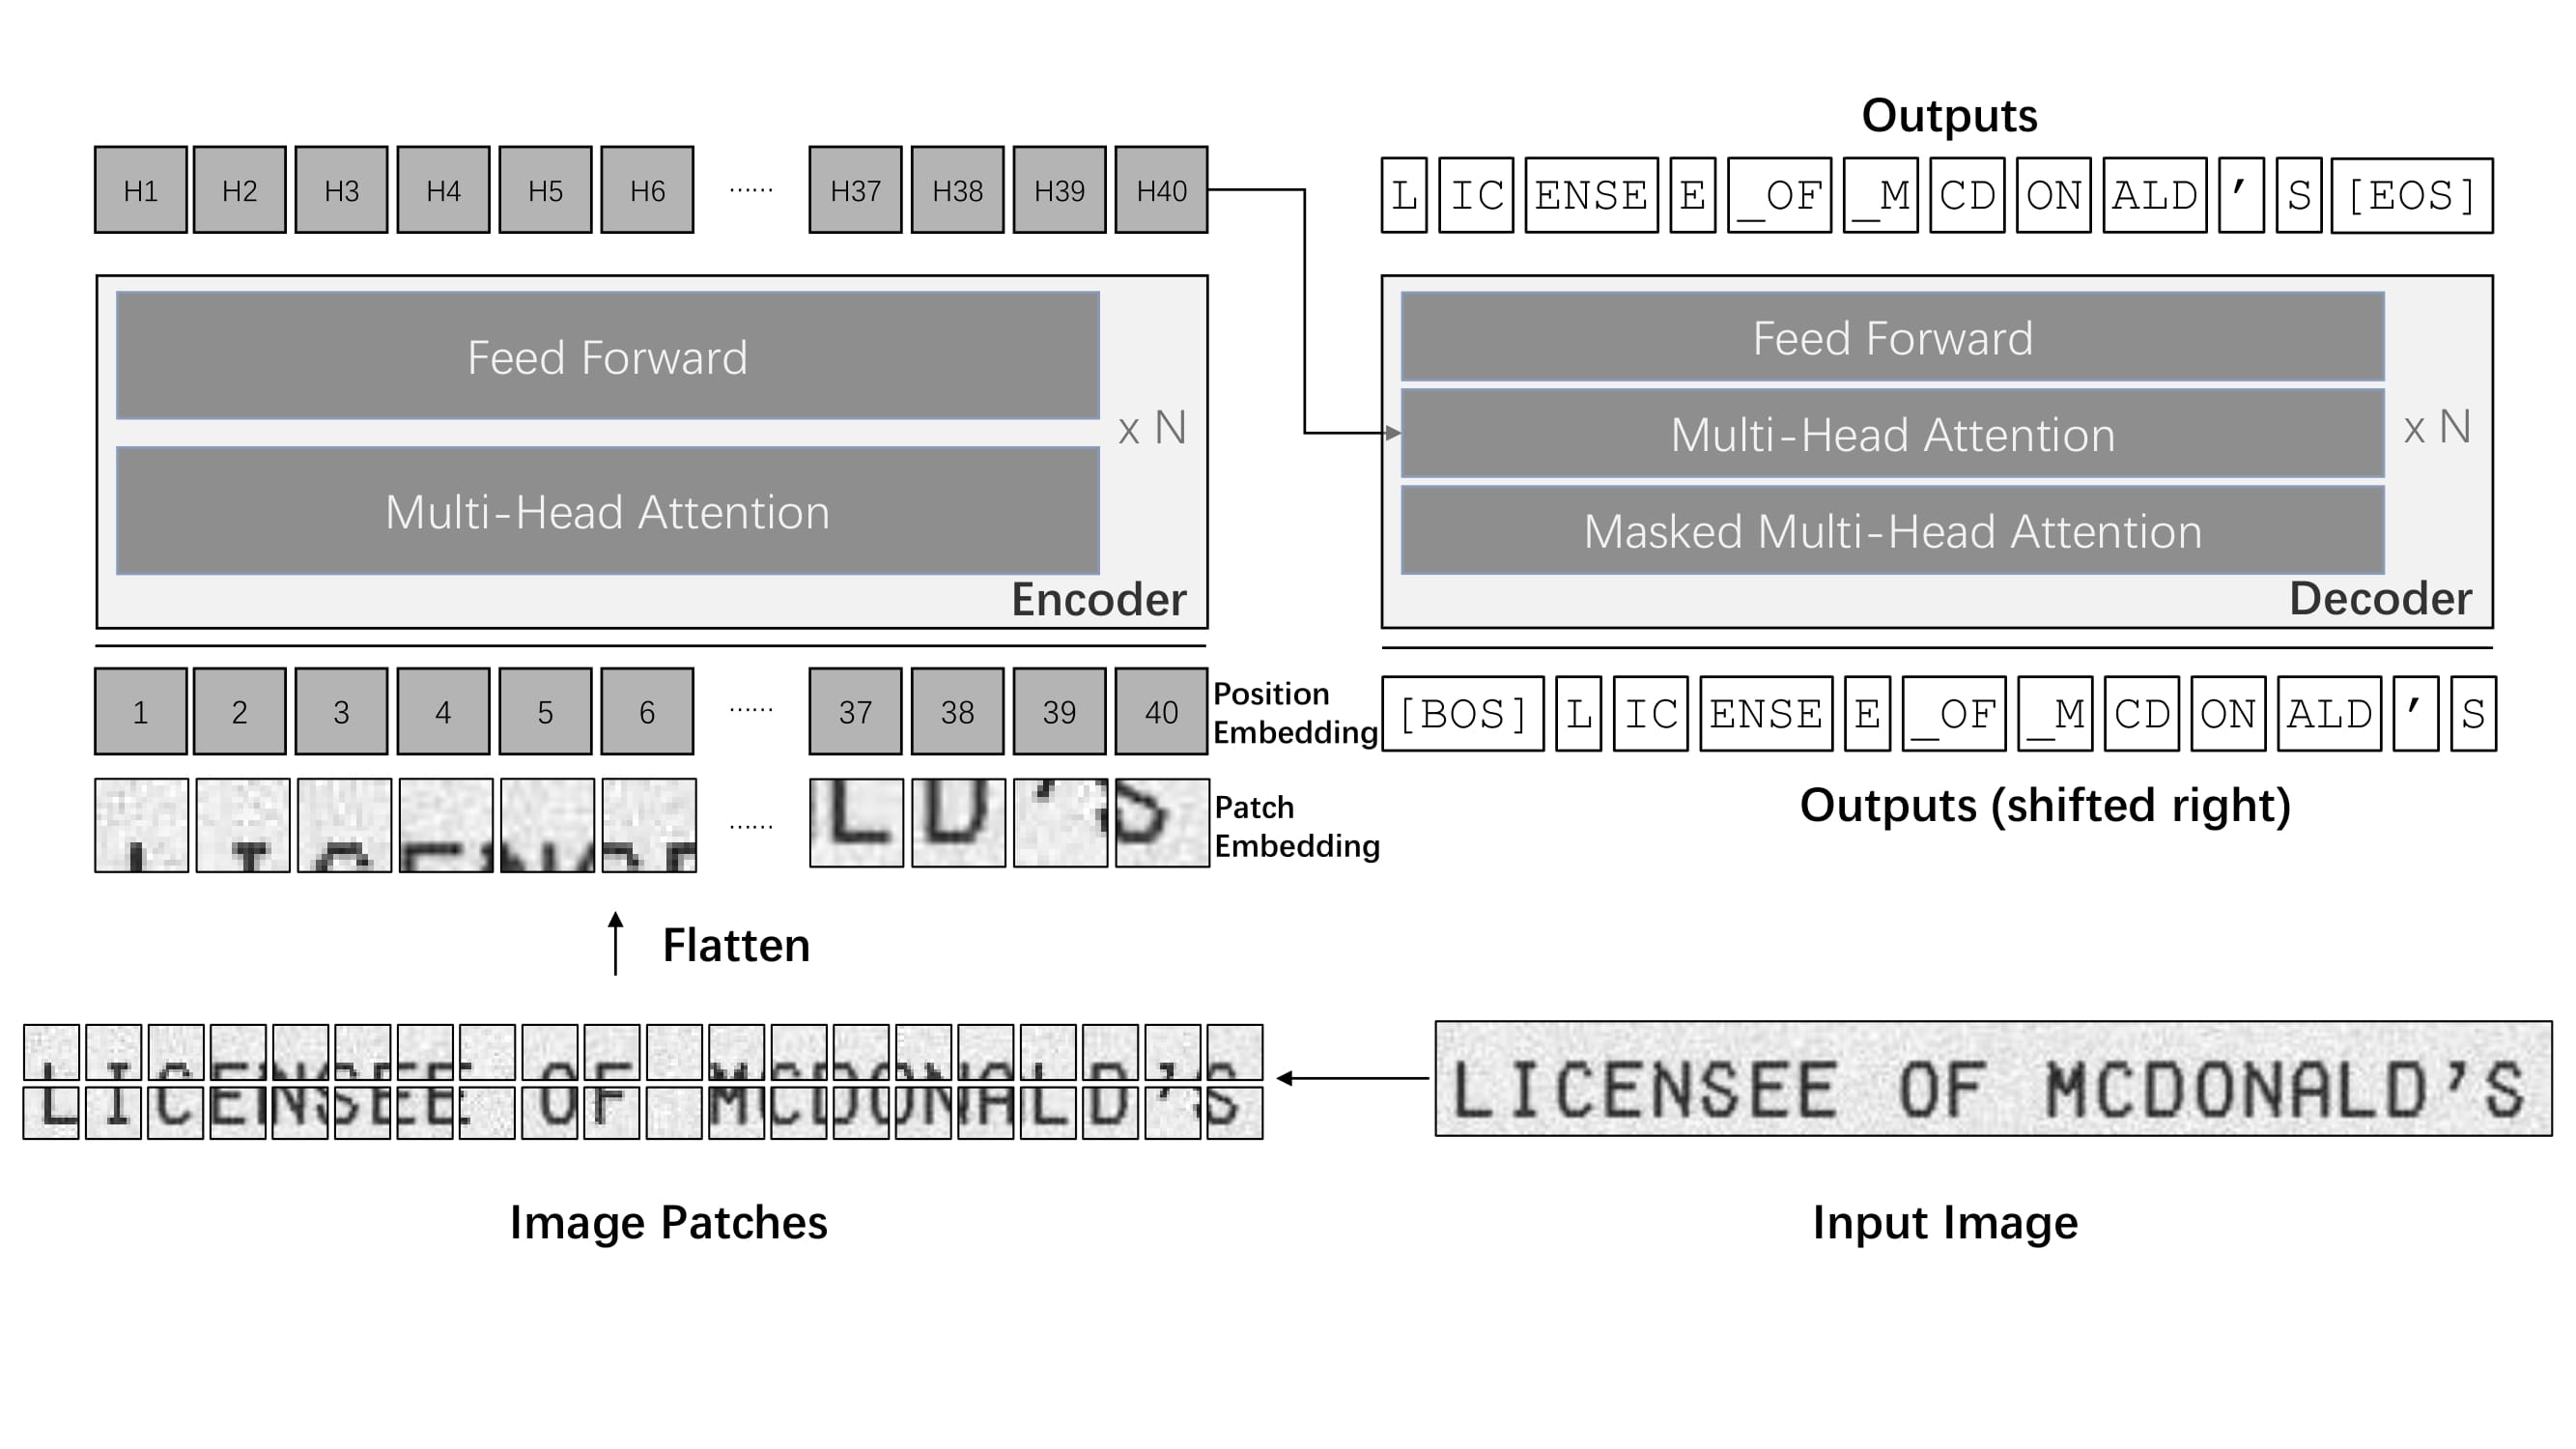 Outputs
H1 H2 H3 H4 H5 H6 ...... H37 H38 H39 H40
L IC ENSE E _OF _M CD ON ALD ' S [EOS]
Feed Forward
Multi-Head Attention
x N
Encoder
Feed Forward
Multi-Head Attention
Masked Multi-Head Attention
x N
Decoder
1 2 3 4 5 6 ...... 37 38 39 40
Position
Embedding
[BOS] L IC ENSE E _OF _M CD ON ALD ' S
...... LD'S
Patch
Embedding
Outputs (shifted right)
Flatten
LICENSEE OF MCDONALD'S
LICENSEE OF MCDONALD'S
Image Patches
Input Image